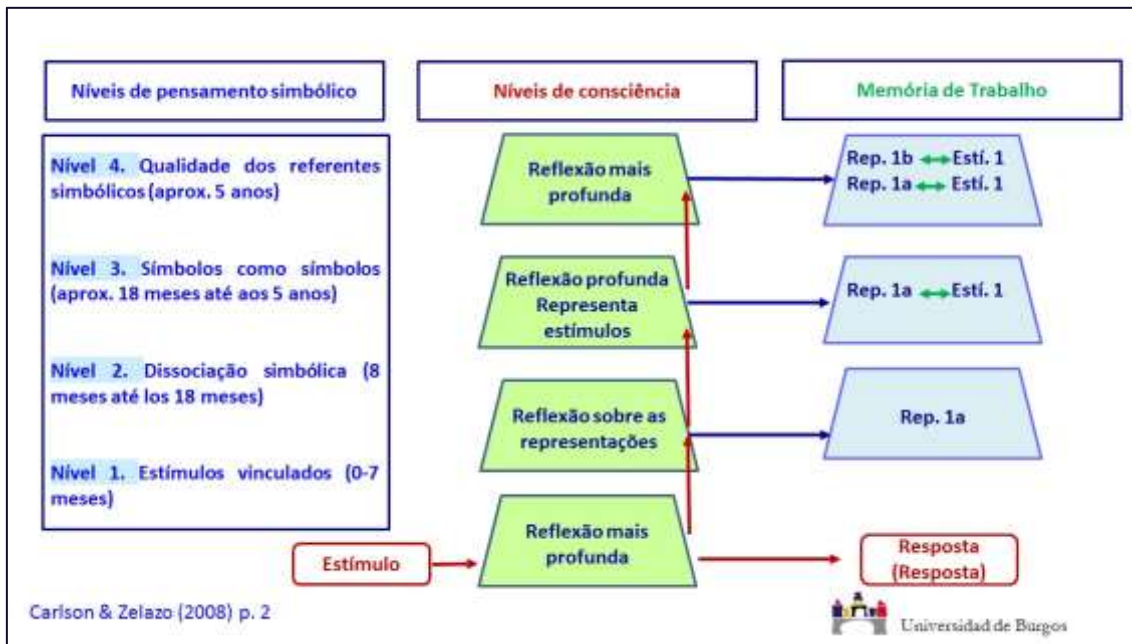 Níveis de pensamento simbólico
Níveis de consciência
Memória de Trabalho
Nível 4. Qualidade dos referentes
simbólicos (aprox. 5 anos)
Nível 3. Símbolos como símbolos
(aprox. 18 meses até aos 5 anos)
Nível 2. Dissociação simbólica (8
meses até los 18 meses)
Nível 1. Estímulos vinculados (0-7
meses)
Reflexão mais
profunda
Rep. 1b Estí. 1
Rep. 1a Estí. 1
Reflexão profunda
Representa
estímulos
Rep. 1a Estí. 1
Reflexão sobre as
representações
Rep. 1a
Estímulo
Reflexão mais
profunda
Resposta
(Resposta)
Carlson & Zelazo (2008) p. 2
Universidad de Burgos